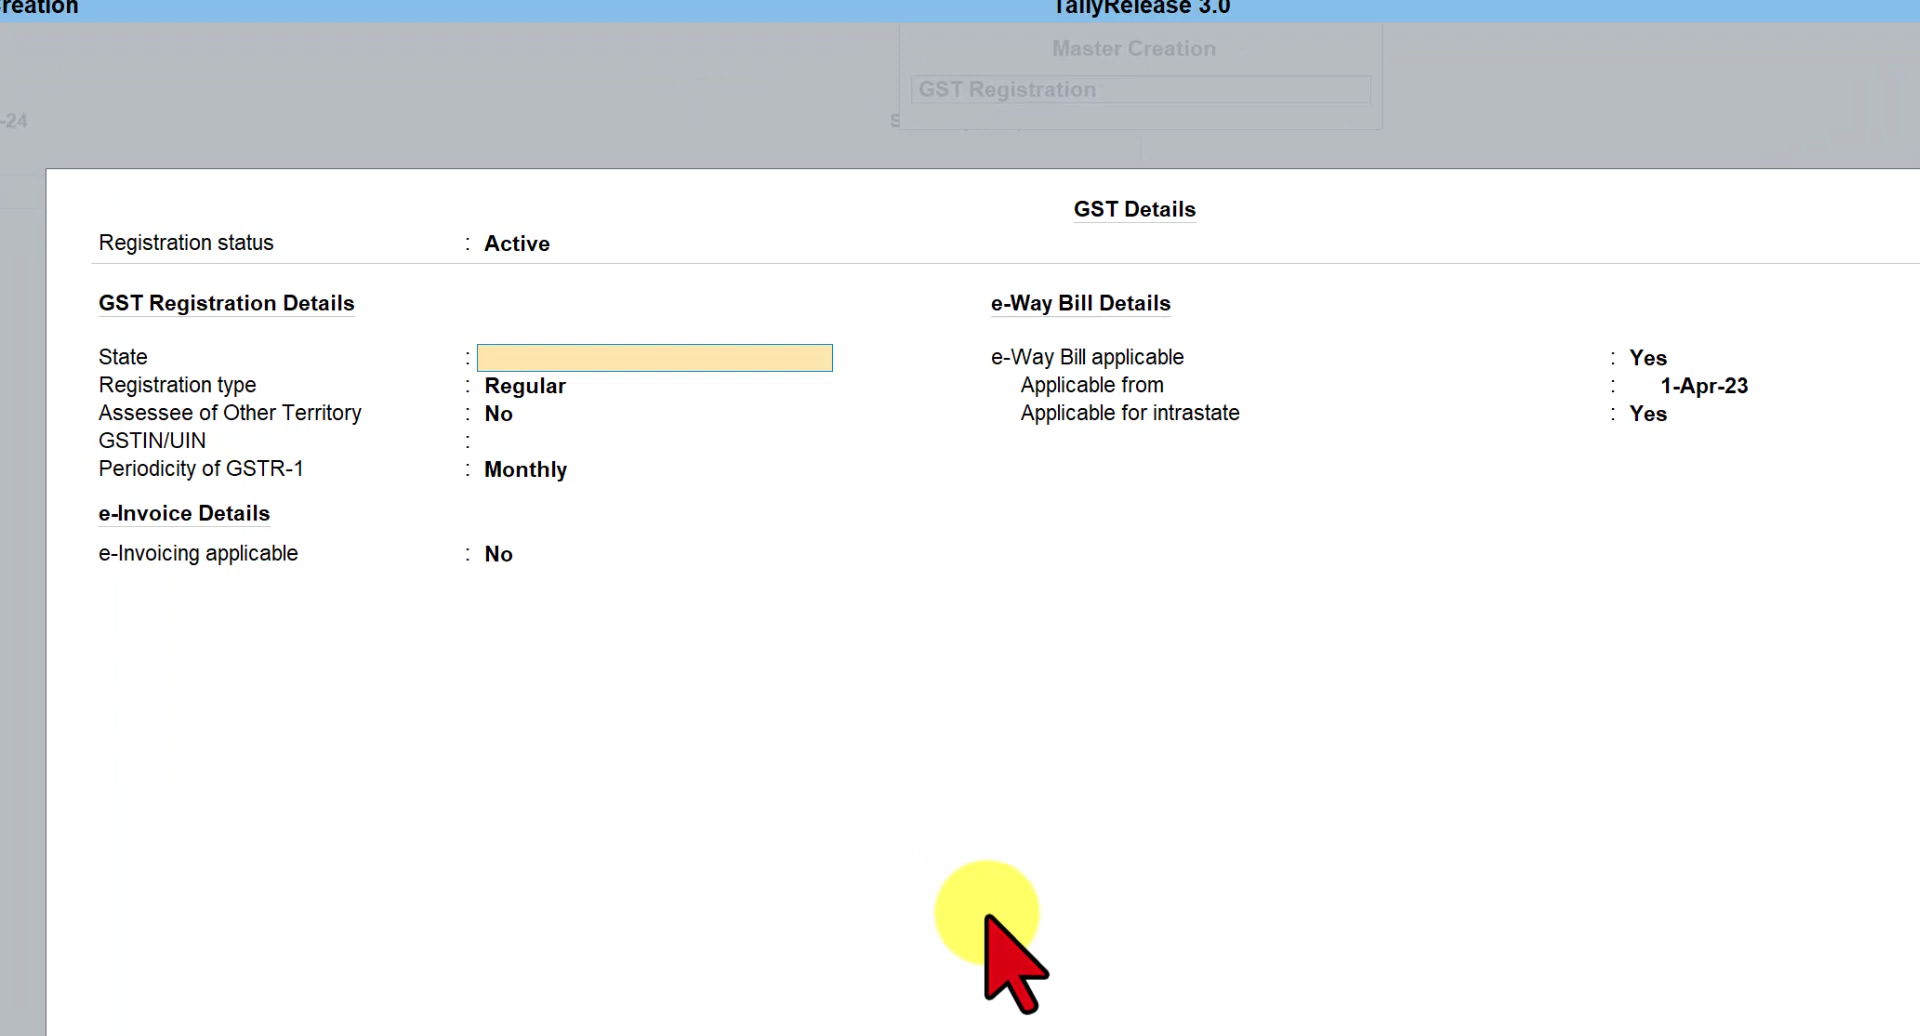 reation
TallyRelease 3.0
Master Creation
GST Registration
-24
GST Details
Registration status : Active
GST Registration Details
e-Way Bill Details
State :
e-Way Bill applicable : Yes
Registration type : Regular
Applicable from : 1-Apr-23
Assessee of Other Territory : No
Applicable for intrastate : Yes
GSTIN/UIN :
Periodicity of GSTR-1 : Monthly
e-Invoice Details
e-Invoicing applicable : No